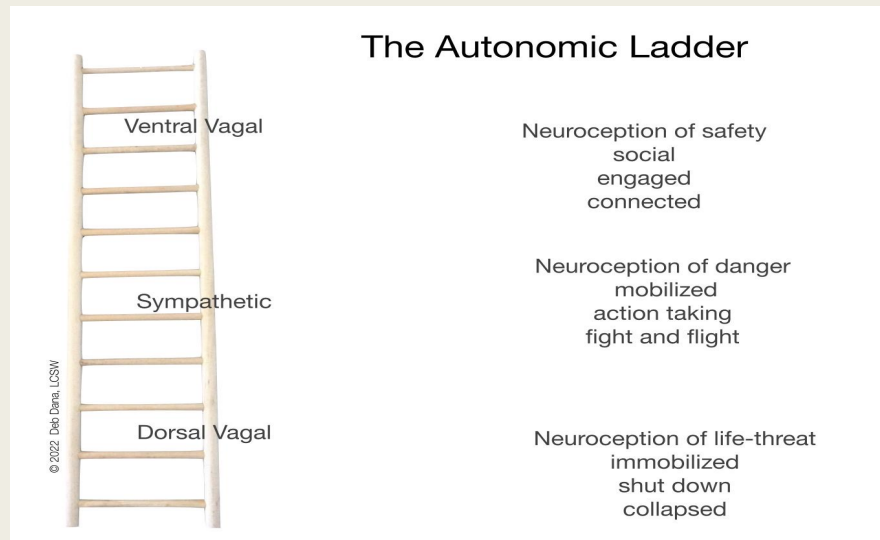 The Autonomic Ladder
Ventral Vagal
Neuroception of safety
social
engaged
connected
Sympathetic
Neuroception of danger
mobilized
action taking
fight and flight
Dorsal Vagal
Neuroception of life-threat
immobilized
shut down
collapsed
© 2022 Deb Dana, LCSW